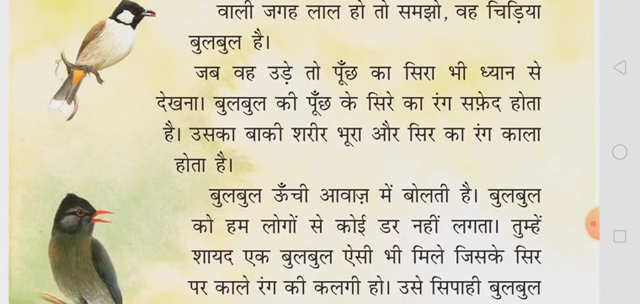 वाली जगह लाल हो तो समझो, वह चिड़िया
बुलबुल है।
जब वह उड़े तो पूँछ का सिरा भी ध्यान से
देखना। बुलबुल की पूँछ के सिरे का रंग सफ़ेद होता
है। उसका बाकी शरीर भूरा और सिर का रंग काला
होता है।
बुलबुल ऊँची आवाज़ में बोलती है। बुलबुल
को हम लोगों से कोई डर नहीं लगता। तुम्हें
शायद एक बुलबुल ऐसी भी मिले जिसके सिर
पर काले रंग की कलगी हो। उसे सिपाही बुलबुल